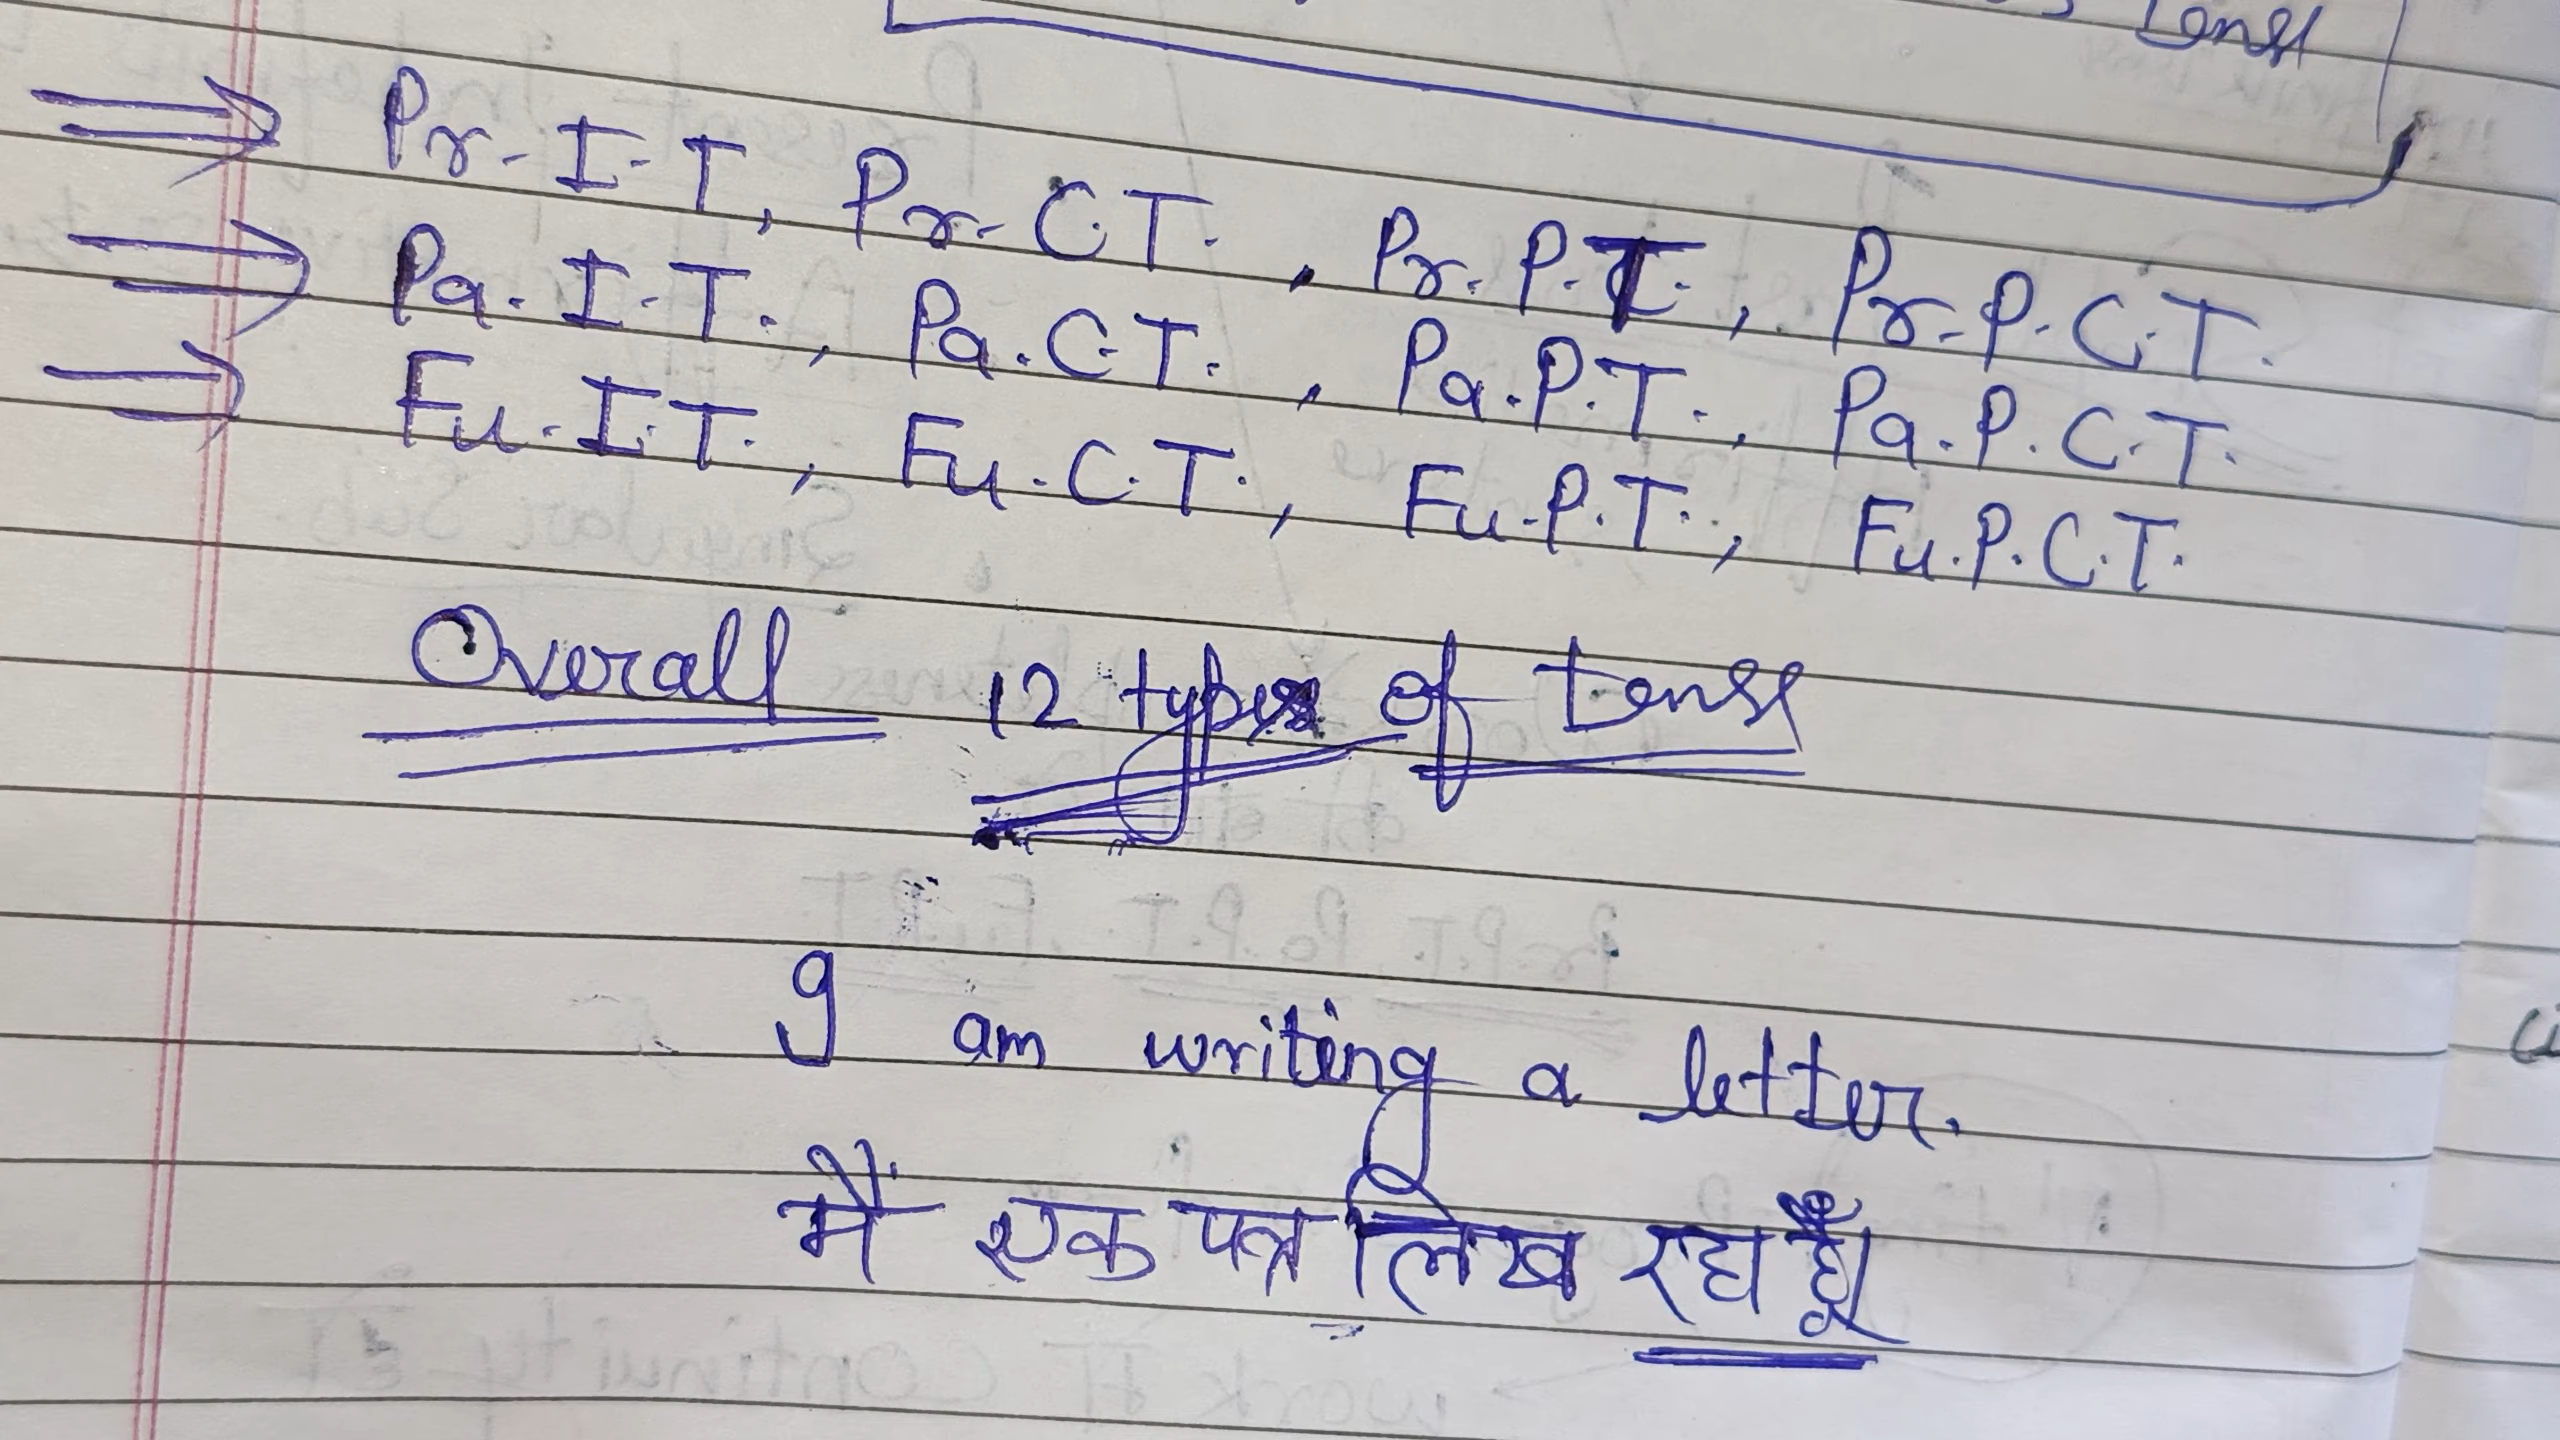 Tense
⇒ Pr. I. T, Pr. C. T., Pr. P. T., Pr. P. C. T.
⇒ Pa. I. T., Pa. C. T., Pa. P. T., Pa. P. C. T.
⇒ Fu. I. T., Fu. C. T., Fu. P. T., Fu. P. C. T.
Overall 12 types of tense
I am writing a letter.
मैं एक पत्र लिख रहा हूँ